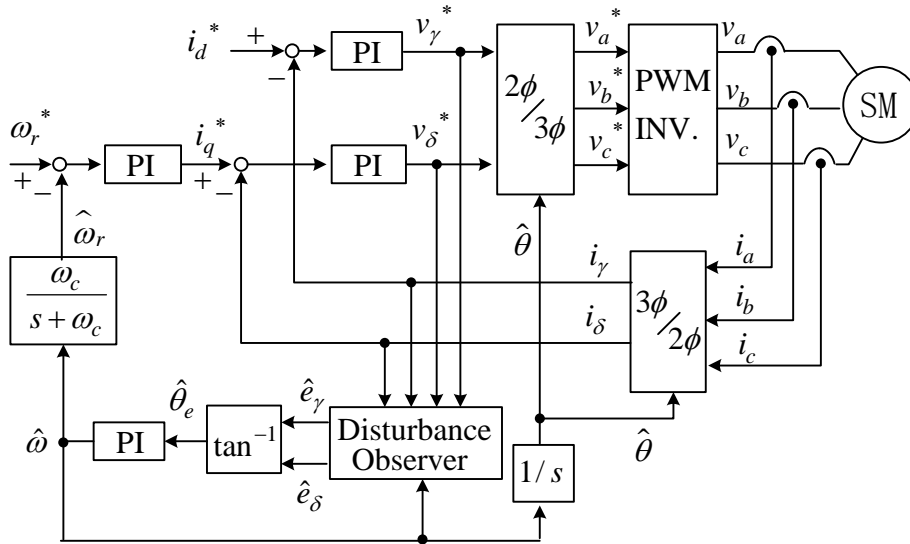 i_d^*
+
−
PI
v_γ^*
2ϕ/3ϕ
v_a^*
v_b^*
v_c^*
PWM
INV.
v_a
v_b
v_c
SM
ω_r^*
+
−
PI
i_q^*
+
−
PI
v_δ^*
ω̂_r
θ̂
i_γ
i_δ
3ϕ/2ϕ
i_a
i_b
i_c
ω_c
s + ω_c
ω̂
PI
θ̂_e
tan⁻¹
ê_γ
ê_δ
Disturbance
Observer
1/s
θ̂